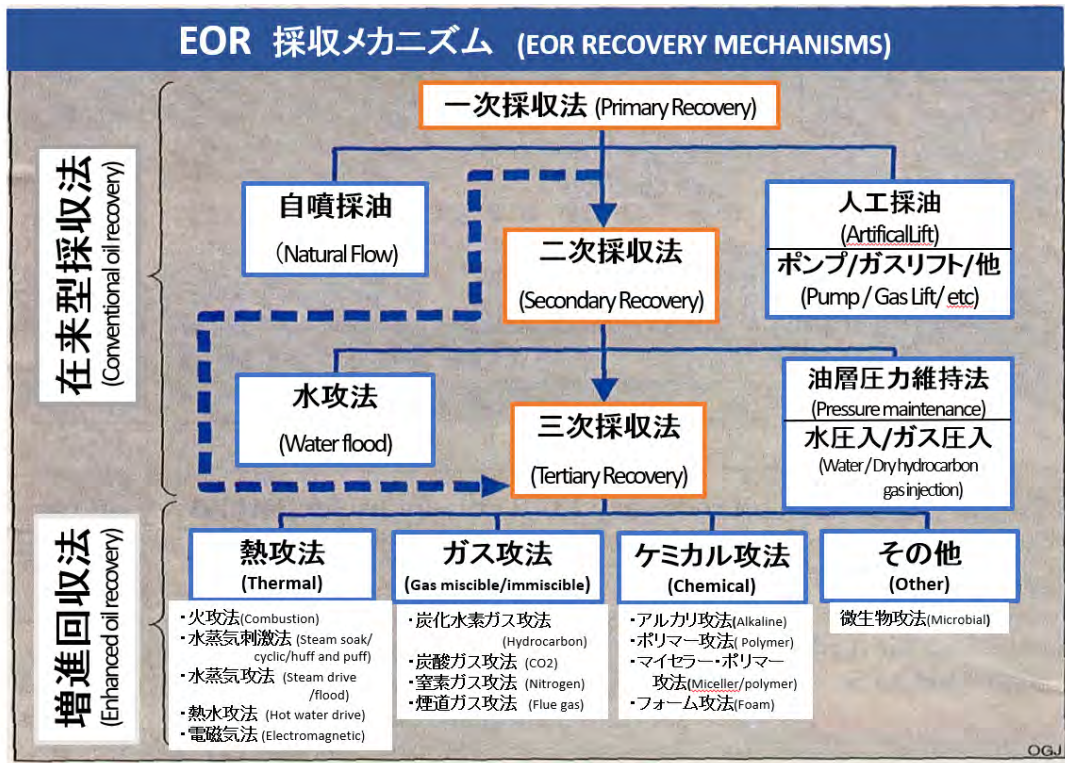 EOR 採収メカニズム (EOR RECOVERY MECHANISMS)
在来型採収法
(Conventional oil recovery)
一次採収法 (Primary Recovery)
自噴採油
(Natural Flow)
人工採油
(ArtificalLift)
ポンプ/ガスリフト/他
(Pump / Gas Lift/ etc)
二次採収法
(Secondary Recovery)
水攻法
(Water flood)
油層圧力維持法
(Pressure maintenance)
水圧入/ガス圧入
(Water / Dry hydrocarbon
gas injection)
三次採収法
(Tertiary Recovery)
増進回収法
(Enhanced oil recovery)
熱攻法
(Thermal)
・火攻法(Combustion)
・水蒸気刺激法 (Steam soak/
cyclic/huff and puff)
・水蒸気攻法 (Steam drive
/flood)
・熱水攻法 (Hot water drive)
・電磁気法 (Electromagnetic)
ガス攻法
(Gas miscible/immiscible)
・炭化水素ガス攻法
(Hydrocarbon)
・炭酸ガス攻法 (CO2)
・窒素ガス攻法 (Nitrogen)
・煙道ガス攻法 (Flue gas)
ケミカル攻法
(Chemical)
・アルカリ攻法(Alkaline)
・ポリマー攻法( Polymer)
・マイセラー・ポリマー
攻法(Miceller/polymer)
・フォーム攻法(Foam)
その他
(Other)
微生物攻法(Microbial)
OGJ